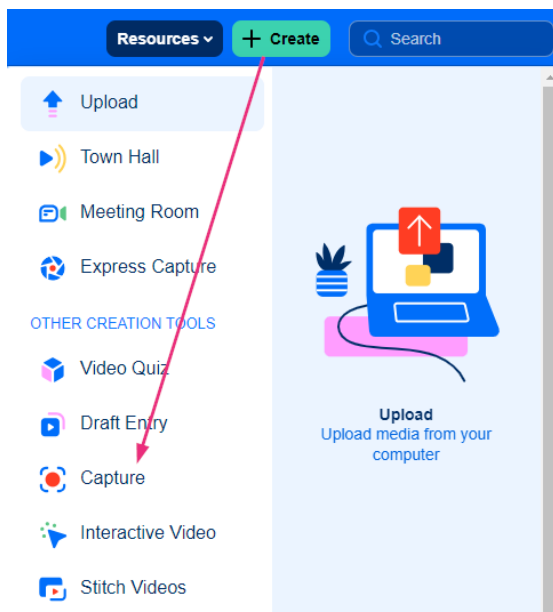 Resources
+ Create
Search
Upload
Town Hall
Meeting Room
Express Capture
OTHER CREATION TOOLS
Video Quiz
Draft Entry
Capture
Interactive Video
Stitch Videos
Upload
Upload media from your
computer